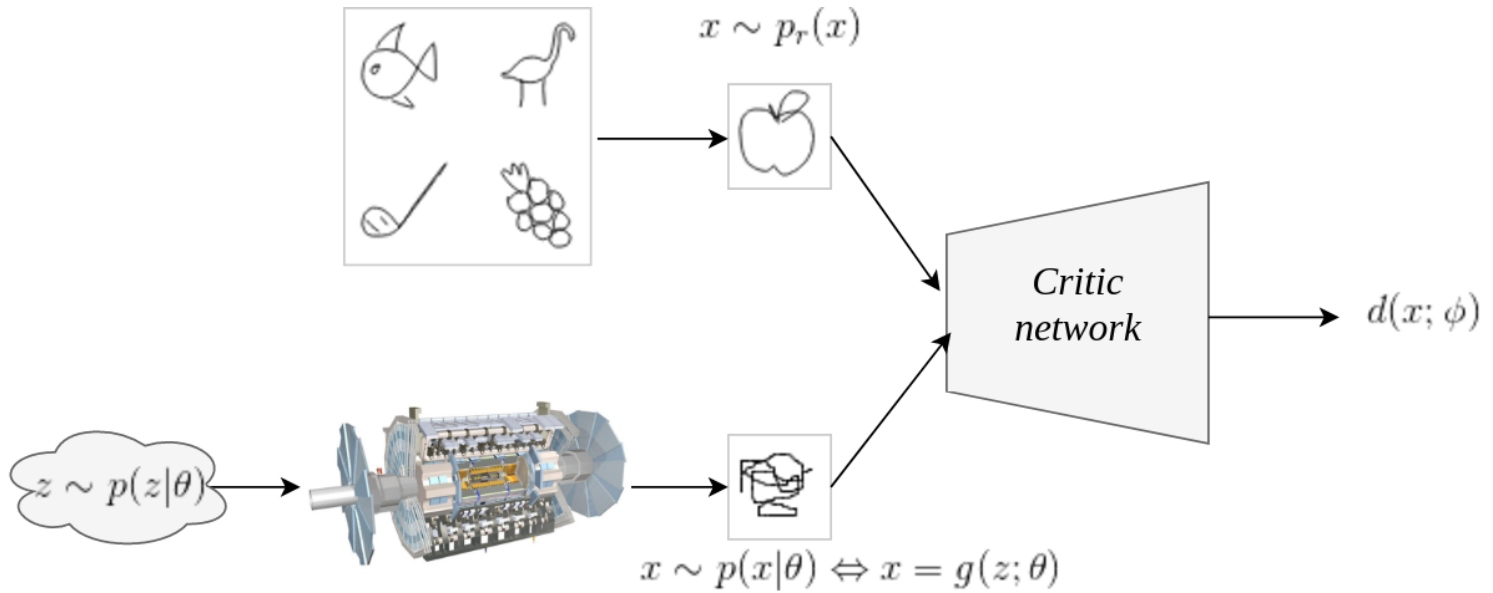 x ∼ p_r(x)
Critic
network
d(x; ϕ)
z ∼ p(z|θ)
x ∼ p(x|θ) ⇔ x = g(z; θ)